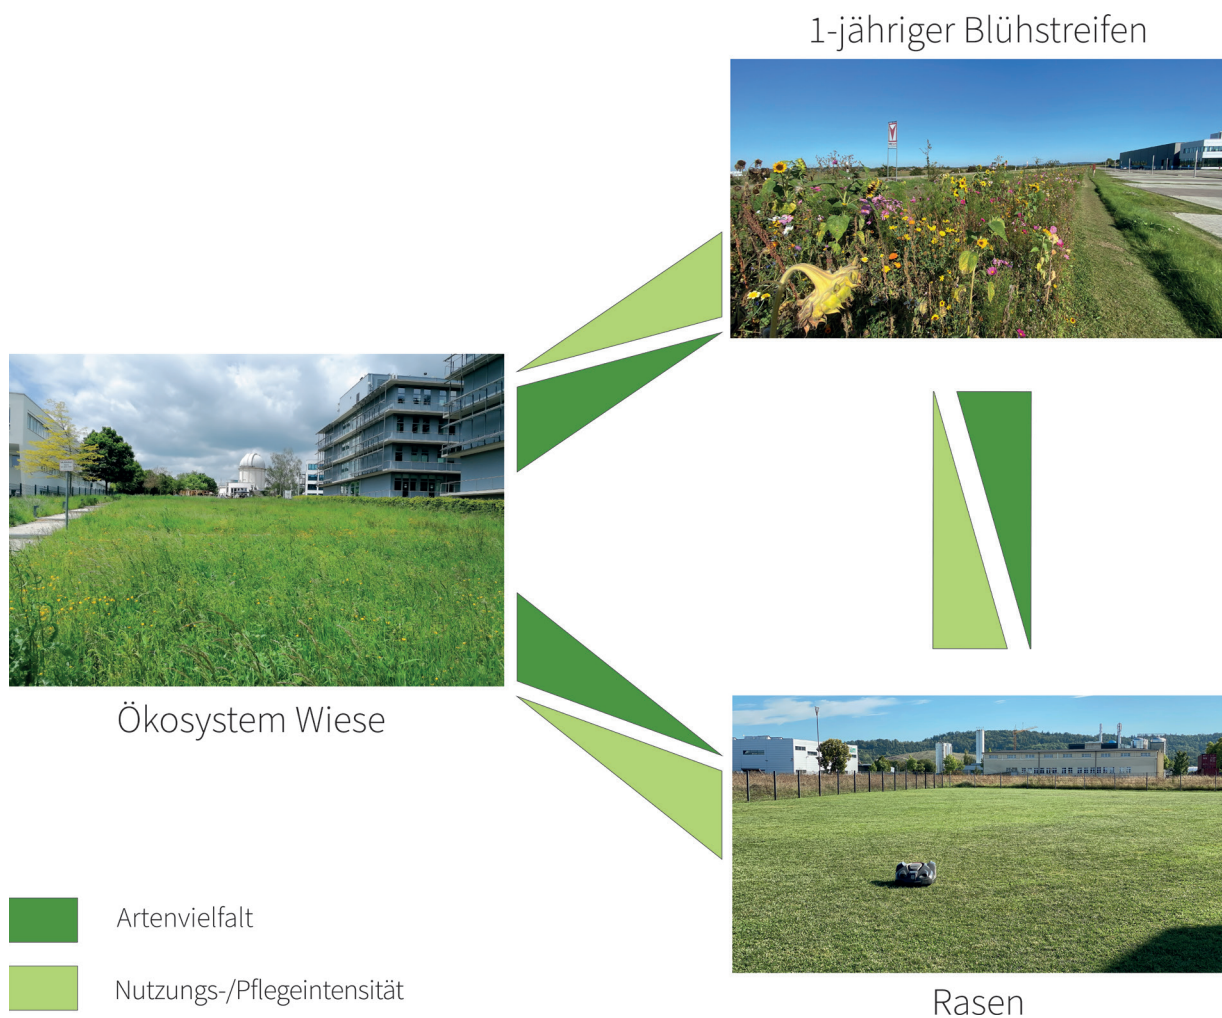 1-jähriger Blühstreifen
Ökosystem Wiese
Artenvielfalt
Nutzungs-/Pflegeintensität
Rasen